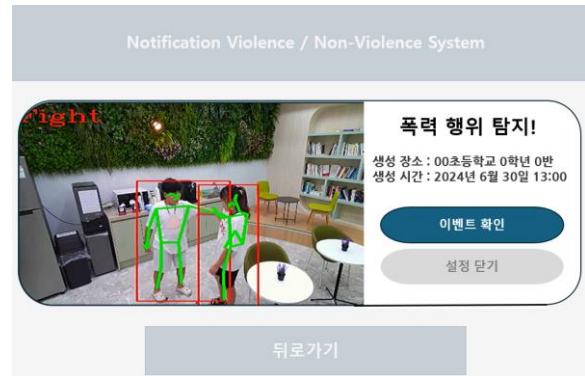 Notification Violence / Non-Violence System
Fight
폭력 행위 탐지!
생성 장소 : 00초등학교 0학년 0반
생성 시간 : 2024년 6월 30일 13:00
이벤트 확인
설정 닫기
뒤로가기